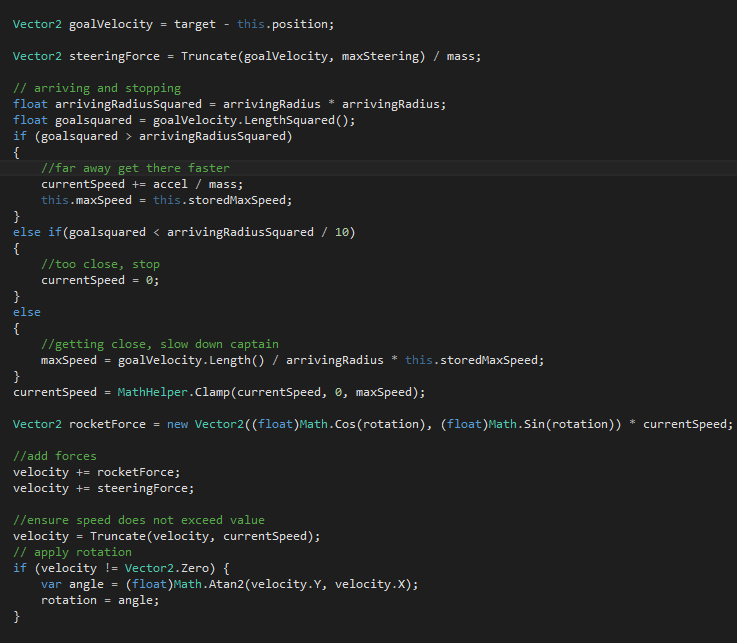 Vector2 goalVelocity = target - this.position;
Vector2 steeringForce = Truncate(goalVelocity, maxSteering) / mass;
// arriving and stopping
float arrivingRadiusSquared = arrivingRadius * arrivingRadius;
float goalsquared = goalVelocity.LengthSquared();
if (goalsquared > arrivingRadiusSquared)
{
    //far away get there faster
    currentSpeed += accel / mass;
    this.maxSpeed = this.storedMaxSpeed;
}
else if(goalsquared < arrivingRadiusSquared / 10)
{
    //too close, stop
    currentSpeed = 0;
}
else
{
    //getting close, slow down captain
    maxSpeed = goalVelocity.Length() / arrivingRadius * this.storedMaxSpeed;
}
currentSpeed = MathHelper.Clamp(currentSpeed, 0, maxSpeed);
Vector2 rocketForce = new Vector2((float)Math.Cos(rotation), (float)Math.Sin(rotation)) * currentSpeed;
//add forces
velocity += rocketForce;
velocity += steeringForce;
//ensure speed does not exceed value
velocity = Truncate(velocity, currentSpeed);
// apply rotation
if (velocity != Vector2.Zero) {
    var angle = (float)Math.Atan2(velocity.Y, velocity.X);
    rotation = angle;
}